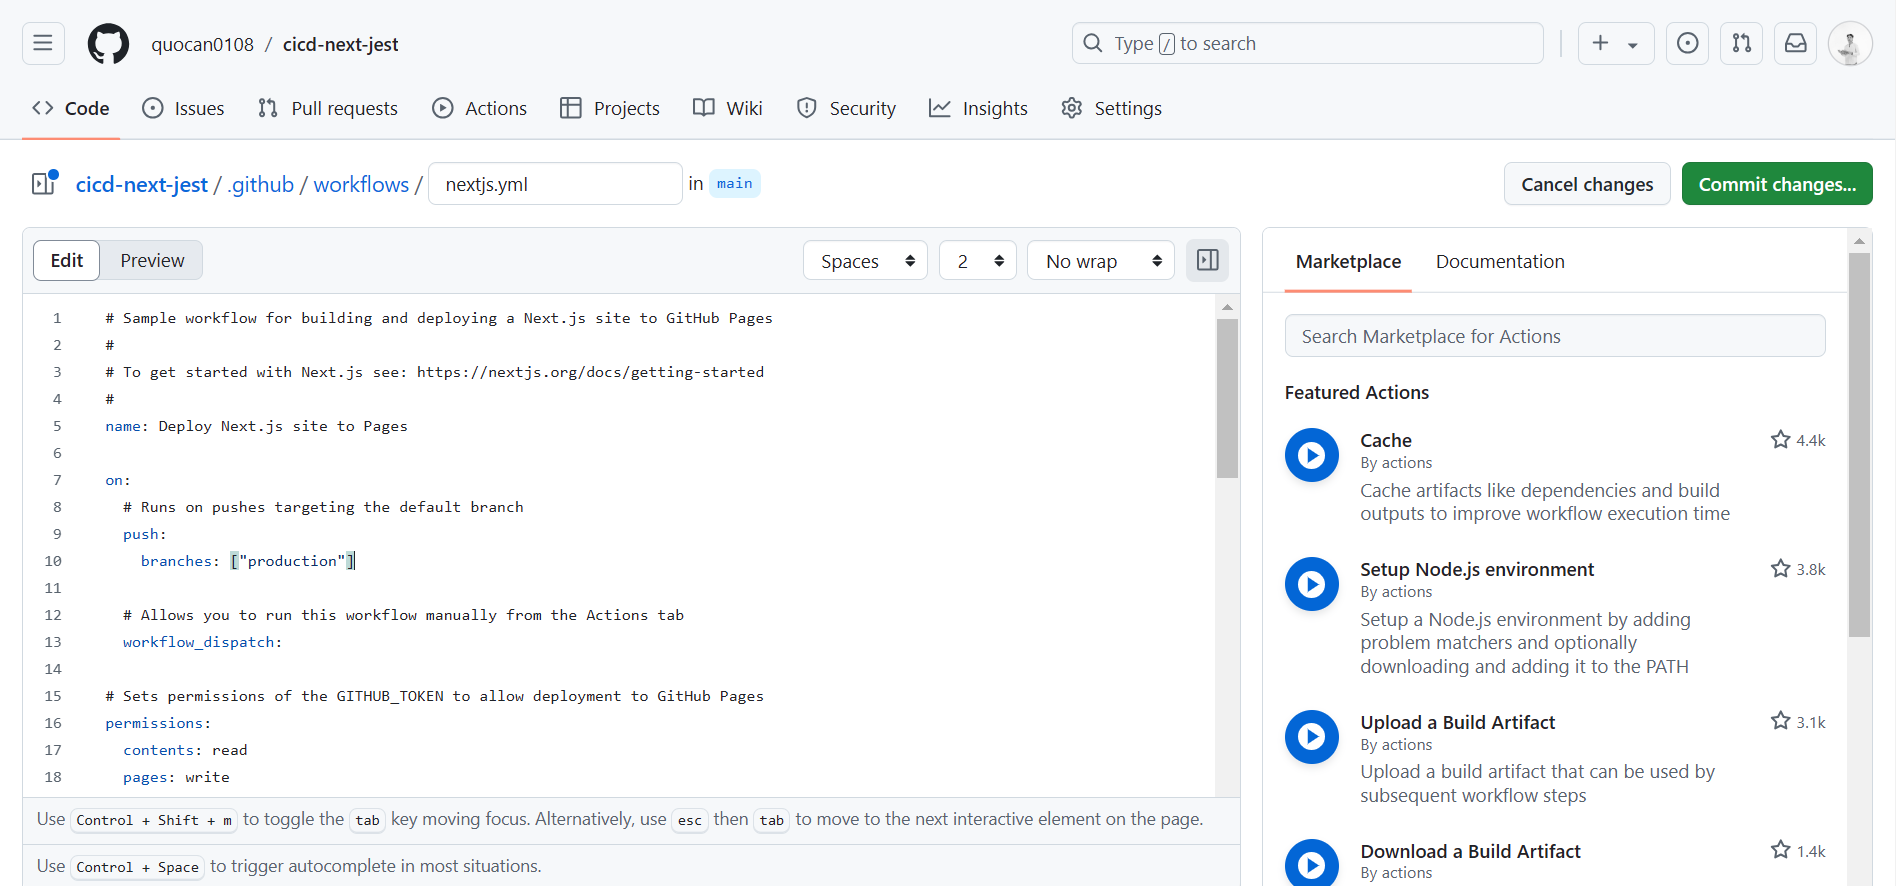 quocan0108 / cicd-next-jest
Type / to search
Code Issues Pull requests Actions Projects Wiki Security Insights Settings
cicd-next-jest / .github / workflows / nextjs.yml in main
Cancel changes Commit changes...
Edit Preview Spaces 2 No wrap
1 # Sample workflow for building and deploying a Next.js site to GitHub Pages
2 #
3 # To get started with Next.js see: https://nextjs.org/docs/getting-started
4 #
5 name: Deploy Next.js site to Pages
6
7 on:
8 # Runs on pushes targeting the default branch
9 push:
10 branches: ["production"]
11
12 # Allows you to run this workflow manually from the Actions tab
13 workflow_dispatch:
14
15 # Sets permissions of the GITHUB_TOKEN to allow deployment to GitHub Pages
16 permissions:
17 contents: read
18 pages: write
Use Control + Shift + m to toggle the tab key moving focus. Alternatively, use esc then tab to move to the next interactive element on the page.
Use Control + Space to trigger autocomplete in most situations.
Marketplace Documentation
Search Marketplace for Actions
Featured Actions
Cache 4.4k
By actions
Cache artifacts like dependencies and build
outputs to improve workflow execution time
Setup Node.js environment 3.8k
By actions
Setup a Node.js environment by adding
problem matchers and optionally
downloading and adding it to the PATH
Upload a Build Artifact 3.1k
By actions
Upload a build artifact that can be used by
subsequent workflow steps
Download a Build Artifact 1.4k
By actions